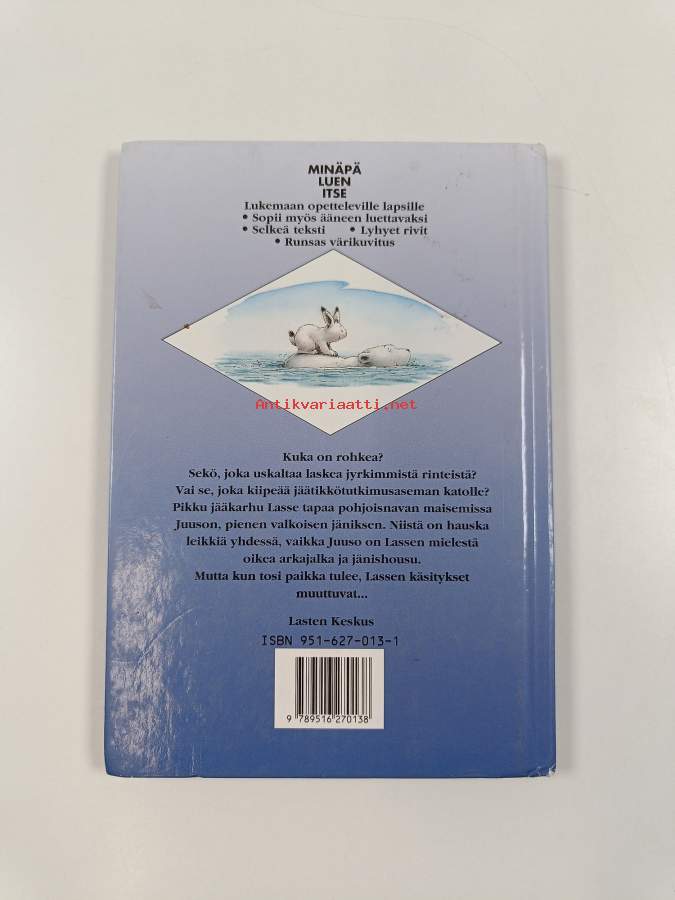 MINÄPÄ
LUEN
ITSE
Lukemaan opetteleville lapsille
• Sopii myös ääneen luettavaksi
• Selkeä teksti • Lyhyet rivit
• Runsas värikuvitus
Antikvariaatti.net
Kuka on rohkea?
Sekö, joka uskaltaa laskea jyrkimmistä rinteistä?
Vai se, joka kiipeää jäätikkötutkimusaseman katolle?
Pikku jääkarhu Lasse tapaa pohjoisnavan maisemissa
Juuson, pienen valkoisen jäniksen. Niistä on hauska
leikkiä yhdessä, vaikka Juuso on Lassen mielestä
oikea arkajalka ja jänishousu.
Mutta kun tosi paikka tulee, Lassen käsitykset
muuttuvat...
Lasten Keskus
ISBN 951-627-013-1
9 789516 270138